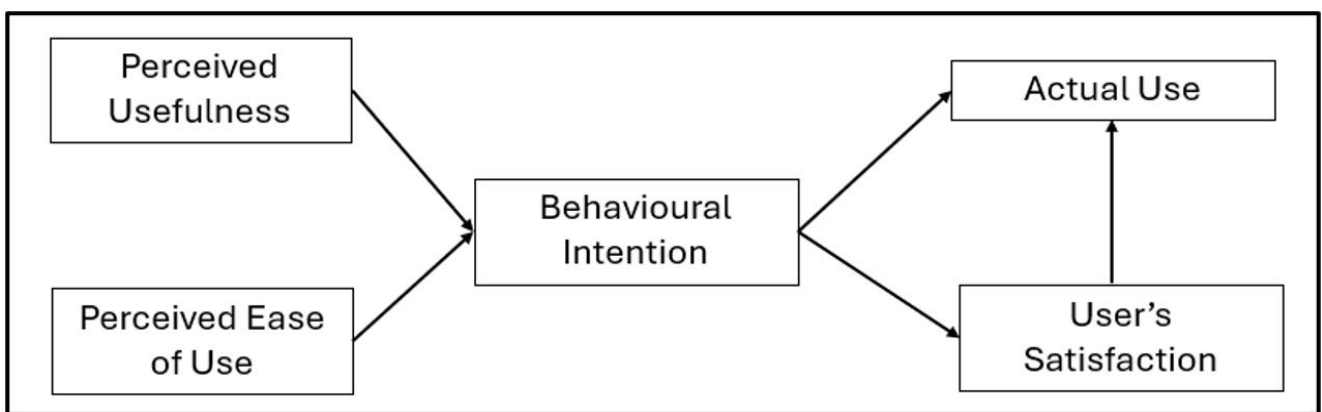 Perceived
Usefulness
Perceived Ease
of Use
Behavioural
Intention
Actual Use
User’s
Satisfaction